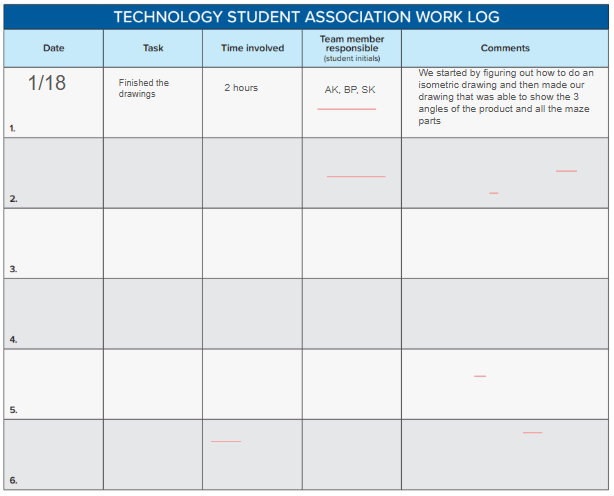 TECHNOLOGY STUDENT ASSOCIATION WORK LOG
Date
Task
Time involved
Team member
responsible
(student initials)
Comments
1/18
Finished the
drawings
2 hours
AK, BP, SK
We started by figuring out how to do an
isometric drawing and then made our
drawing that was able to show the 3
angles of the product and all the maze
parts
1.
2.
3.
4.
5.
6.